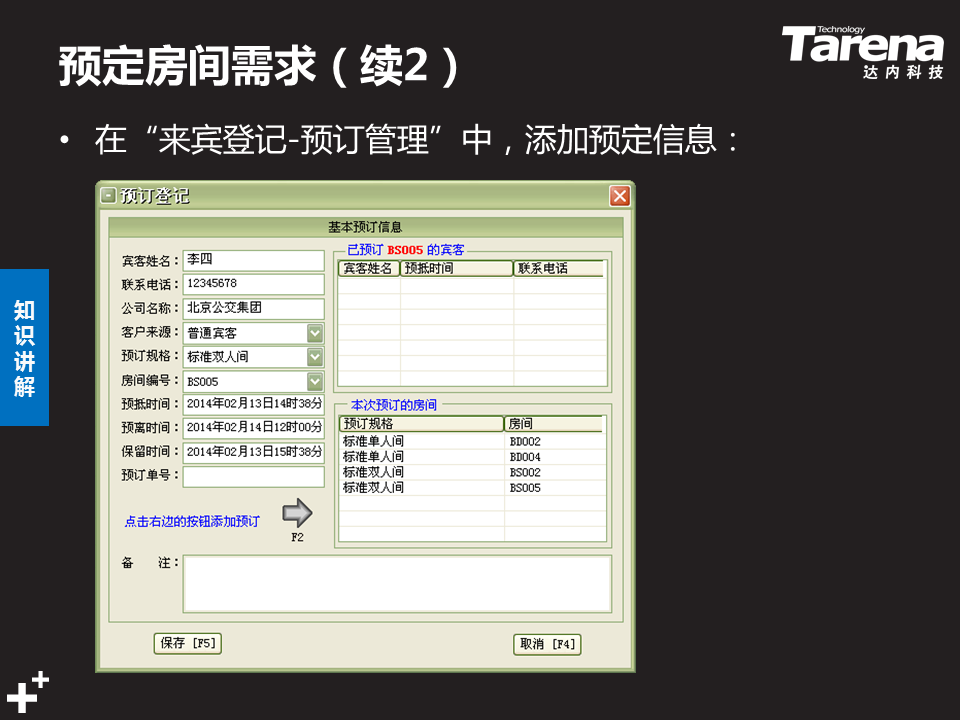 预定房间需求（续2）
Technology
Tarena
达内科技
• 在“来宾登记-预订管理”中，添加预定信息：
知识讲解
预订登记
基本预订信息
宾客姓名： 李四
联系电话： 12345678
公司名称： 北京公交集团
客户来源： 普通宾客
预订规格： 标准双人间
房间编号： BS005
预抵时间： 2014年02月13日14时38分
预离时间： 2014年02月14日12时00分
保留时间： 2014年02月13日15时38分
预订单号：
点击右边的按钮添加预订
F2
已预订 BS005 的宾客
宾客姓名 预抵时间 联系电话
本次预订的房间
预订规格 房间
标准单人间 BD002
标准单人间 BD004
标准双人间 BS002
标准双人间 BS005
备 注：
保存 [F5]
取消 [F4]